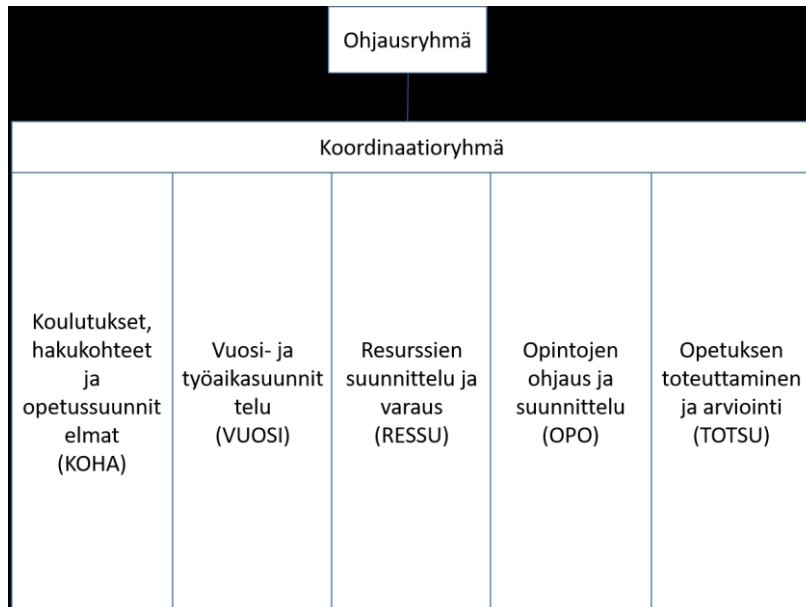 Ohjausryhmä
Koordinaatioryhmä
Koulutukset,
hakukohteet
ja
opetussuunnit
elmat
(KOHA)
Vuosi- ja
työaikasuunnit
telu
(VUOSI)
Resurssien
suunnittelu ja
varaus
(RESSU)
Opintojen
ohjaus ja
suunnittelu
(OPO)
Opetuksen
toteuttaminen
ja arviointi
(TOTSU)